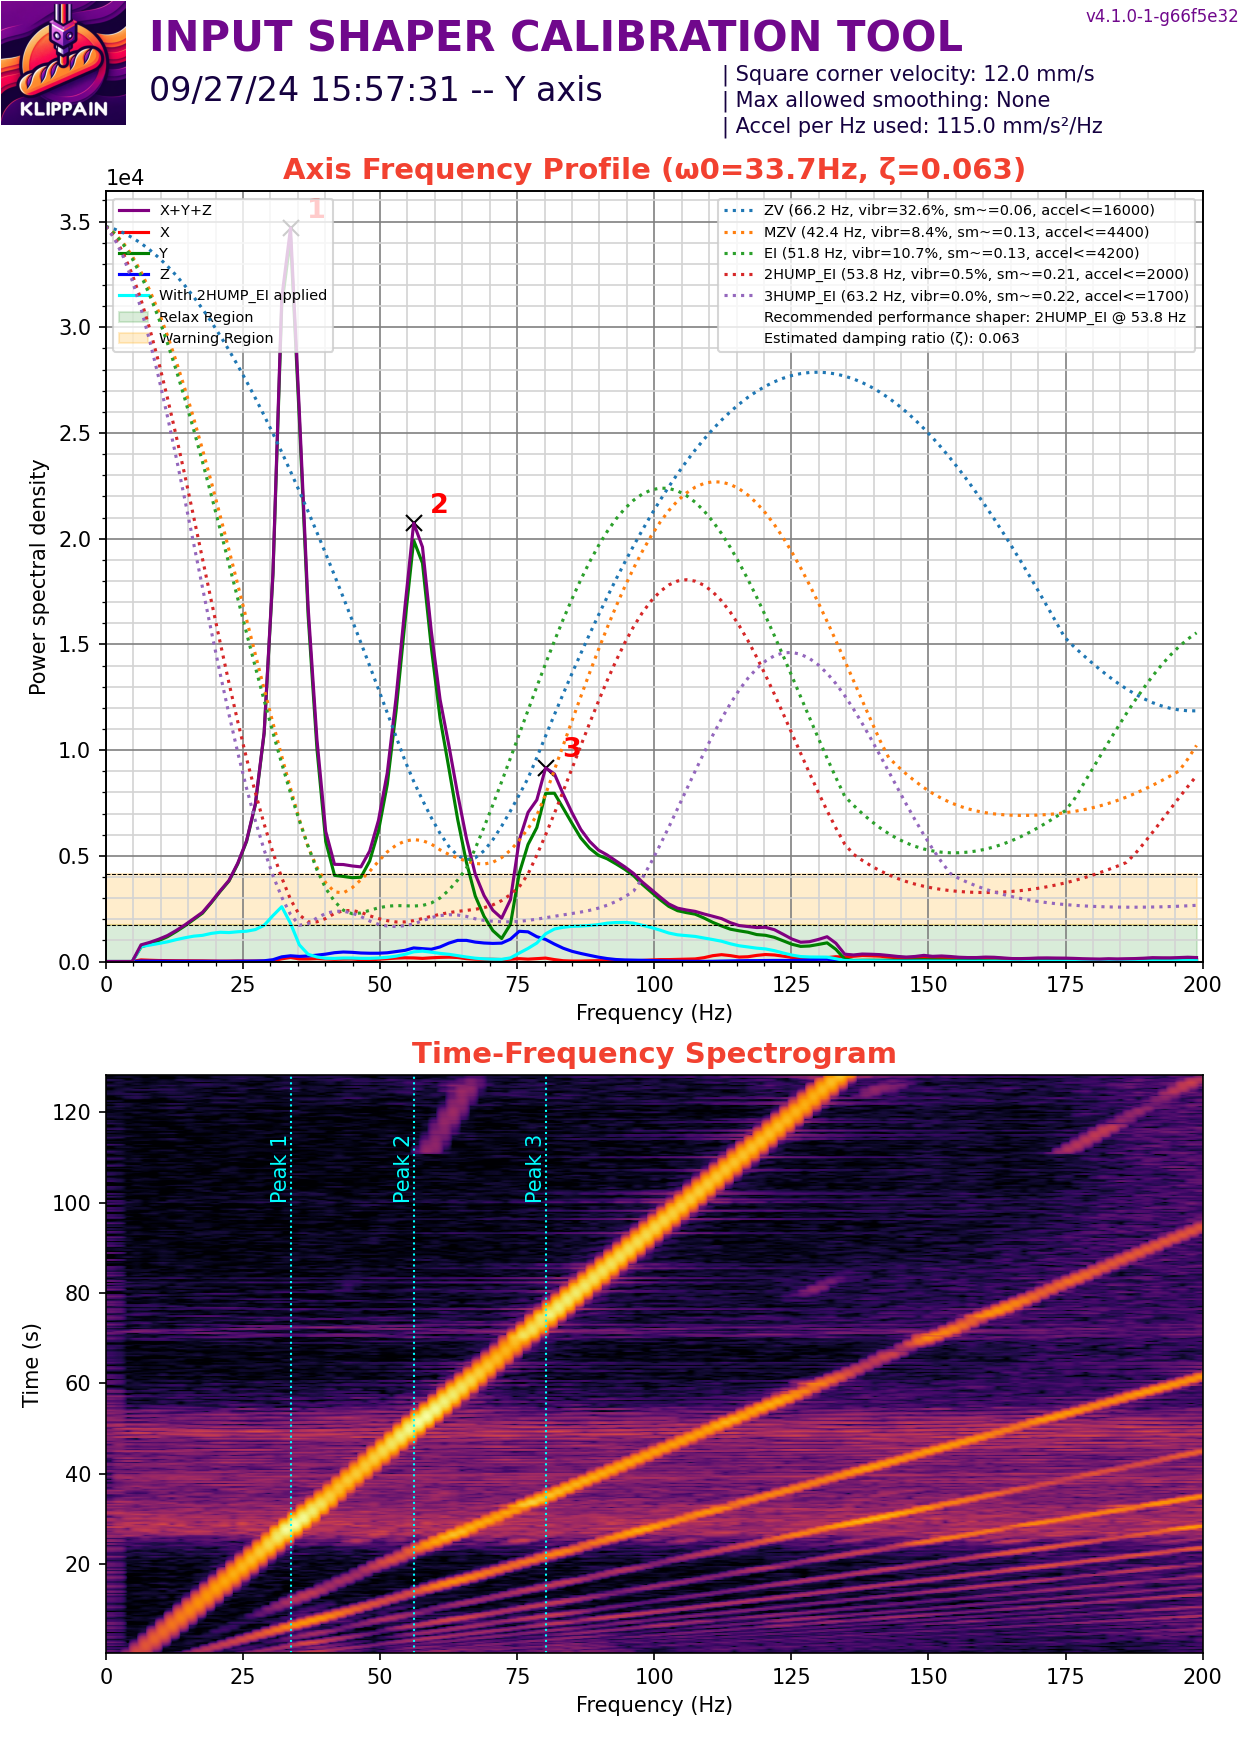 v4.1.0-1-g66f5e32
INPUT SHAPER CALIBRATION TOOL
09/27/24 15:57:31 -- Y axis
| Square corner velocity: 12.0 mm/s
| Max allowed smoothing: None
| Accel per Hz used: 115.0 mm/s²/Hz
KLIPPAIN
Axis Frequency Profile (ω0=33.7Hz, ζ=0.063)
1e4
X+Y+Z
X
Y
Z
With 2HUMP_EI applied
Relax Region
Warning Region
ZV (66.2 Hz, vibr=32.6%, sm~=0.06, accel<=16000)
MZV (42.4 Hz, vibr=8.4%, sm~=0.13, accel<=4400)
EI (51.8 Hz, vibr=10.7%, sm~=0.13, accel<=4200)
2HUMP_EI (53.8 Hz, vibr=0.5%, sm~=0.21, accel<=2000)
3HUMP_EI (63.2 Hz, vibr=0.0%, sm~=0.22, accel<=1700)
Recommended performance shaper: 2HUMP_EI @ 53.8 Hz
Estimated damping ratio (ζ): 0.063
1
2
3
3.5
3.0
2.5
2.0
1.5
1.0
0.5
0.0
Power spectral density
0 25 50 75 100 125 150 175 200
Frequency (Hz)
Time-Frequency Spectrogram
Peak 1
Peak 2
Peak 3
120
100
80
60
40
20
Time (s)
0 25 50 75 100 125 150 175 200
Frequency (Hz)